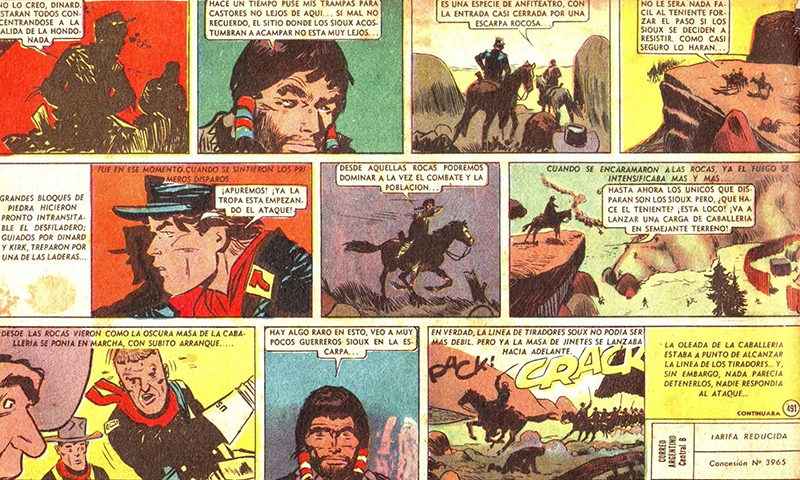 NO LO CREO, DINARD.
ESTARAN TODOS CON-
CENTRANDOSE A LA
SALIDA DE LA HONDO-
NADA...
HACE UN TIEMPO PUSE MIS TRAMPAS PARA
CASTORES NO LEJOS DE AQUI... SI MAL NO
RECUERDO, EL SITIO DONDE LOS SIOUX ACOS-
TUMBRAN A ACAMPAR NO ESTA MUY LEJOS...
ES UNA ESPECIE DE ANFITEATRO, CON
LA ENTRADA CASI CERRADA POR UNA
ESCARPA ROCOSA...
NO LE SERA NADA FA-
CIL AL TENIENTE FOR-
ZAR EL PASO SI LOS
SIOUX SE DECIDEN A
RESISTIR. COMO CASI
SEGURO LO HARAN...
GRANDES BLOQUES DE
PIEDRA HICIERON
PRONTO INTRANSITA-
BLE EL DESFILADERO;
GUIADOS POR DINARD
Y KIRK, TREPARON POR
UNA DE LAS LADERAS...
FUE EN ESE MOMENTO CUANDO SE SINTIERON LOS PRI-
MEROS DISPAROS...
¡APUREMOS! ¡YA LA
TROPA ESTA EMPEZAN-
DO EL ATAQUE!
7
DESDE AQUELLAS ROCAS PODREMOS
DOMINAR A LA VEZ EL COMBATE Y LA
POBLACION...
CUANDO SE ENCARAMARON A LAS ROCAS, YA EL FUEGO SE
INTENSIFICABA MAS Y MAS...
HASTA AHORA LOS UNICOS QUE DIS-
PARAN SON LOS SIOUX. PERO, ¿QUE HA-
CE EL TENIENTE? ¡ESTA LOCO! ¡VA A
LANZAR UNA CARGA DE CABALLERIA
EN SEMEJANTE TERRENO!
DESDE LAS ROCAS VIERON COMO LA OSCURA MASA DE LA CABA-
LLERIA SE PONIA EN MARCHA, CON SUBITO ARRANQUE....
HAY ALGO RARO EN ESTO, VEO A MUY
POCOS GUERREROS SIOUX EN LA ES-
CARPA...
EN VERDAD, LA LINEA DE TIRADORES SIOUX NO PODIA SER
MAS DEBIL. PERO YA LA MASA DE JINETES SE LANZABA
HACIA ADELANTE.
CRACK!
LA OLEADA DE LA CABALLERIA
ESTABA A PUNTO DE ALCANZAR
LA LINEA DE LOS TIRADORES... Y,
SIN EMBARGO, NADA PARECIA
DETENERLOS, NADIE RESPONDIA
AL ATAQUE...
CONTINUARA
491
CORREO
ARGENTINO
Central B
TARIFA REDUCIDA
Concesión Nº 3965